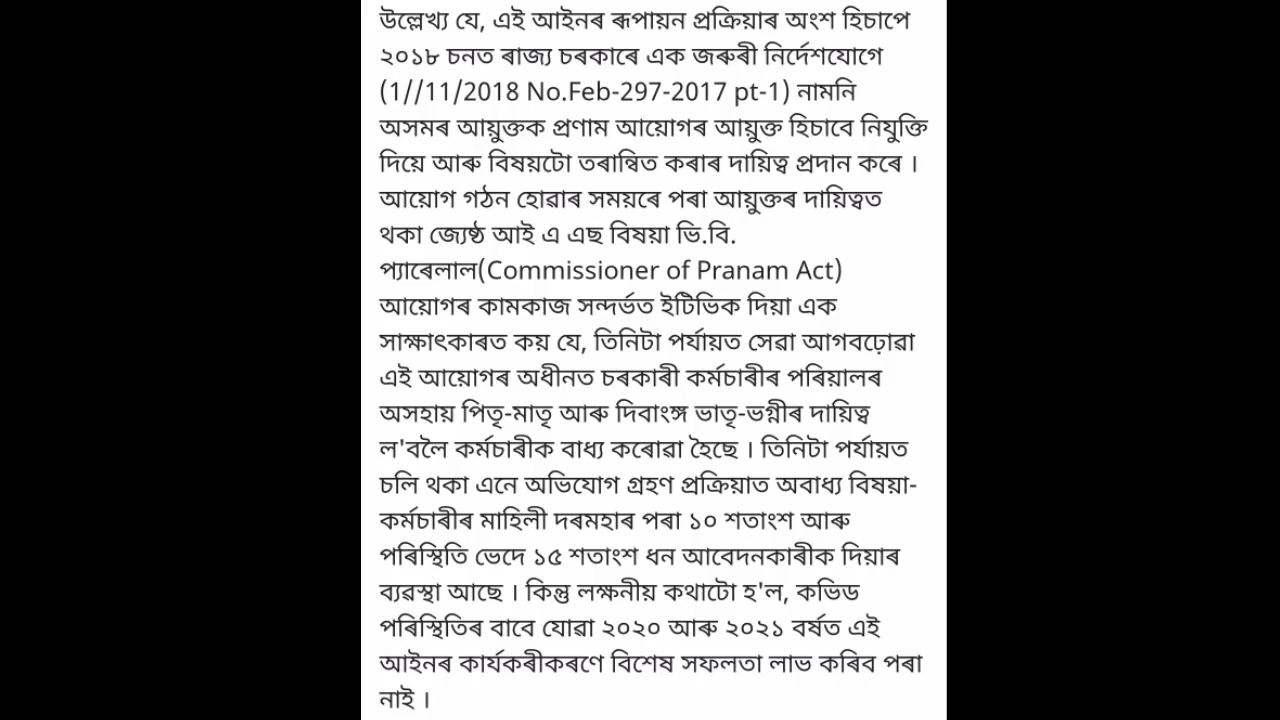 উল্লেখ্য যে, এই আইনৰ ৰূপায়ন প্ৰক্ৰিয়াৰ অংশ হিচাপে
২০১৮ চনত ৰাজ্য চৰকাৰে এক জৰুৰী নিৰ্দেশযোগে
(1//11/2018 No.Feb-297-2017 pt-1) নামনি
অসমৰ আয়ুক্তক প্ৰণাম আয়োগৰ আয়ুক্ত হিচাবে নিযুক্তি
দিয়ে আৰু বিষয়টো তৰান্বিত কৰাৰ দায়িত্ব প্ৰদান কৰে ।
আয়োগ গঠন হোৱাৰ সময়ৰে পৰা আয়ুক্তৰ দায়িত্বত
থকা জ্যেষ্ঠ আই এ এছ বিষয়া ভি.বি.
প্যাৰেলাল(Commissioner of Pranam Act)
আয়োগৰ কামকাজ সন্দৰ্ভত ইটিভিক দিয়া এক
সাক্ষাৎকাৰত কয় যে, তিনিটা পৰ্যায়ত সেৱা আগবঢ়োৱা
এই আয়োগৰ অধীনত চৰকাৰী কৰ্মচাৰীৰ পৰিয়ালৰ
অসহায় পিতৃ-মাতৃ আৰু দিবাংঙ্গ ভাতৃ-ভগ্নীৰ দায়িত্ব
ল'বলৈ কৰ্মচাৰীক বাধ্য কৰোৱা হৈছে । তিনিটা পৰ্যায়ত
চলি থকা এনে অভিযোগ গ্ৰহণ প্ৰক্ৰিয়াত অবাধ্য বিষয়া-
কৰ্মচাৰীৰ মাহিলী দৰমহাৰ পৰা ১০ শতাংশ আৰু
পৰিস্থিতি ভেদে ১৫ শতাংশ ধন আবেদনকাৰীক দিয়াৰ
ব্যৱস্থা আছে । কিন্তু লক্ষনীয় কথাটো হ'ল, কভিড
পৰিস্থিতিৰ বাবে যোৱা ২০২০ আৰু ২০২১ বৰ্ষত এই
আইনৰ কাৰ্যকৰীকৰণে বিশেষ সফলতা লাভ কৰিব পৰা
নাই ।